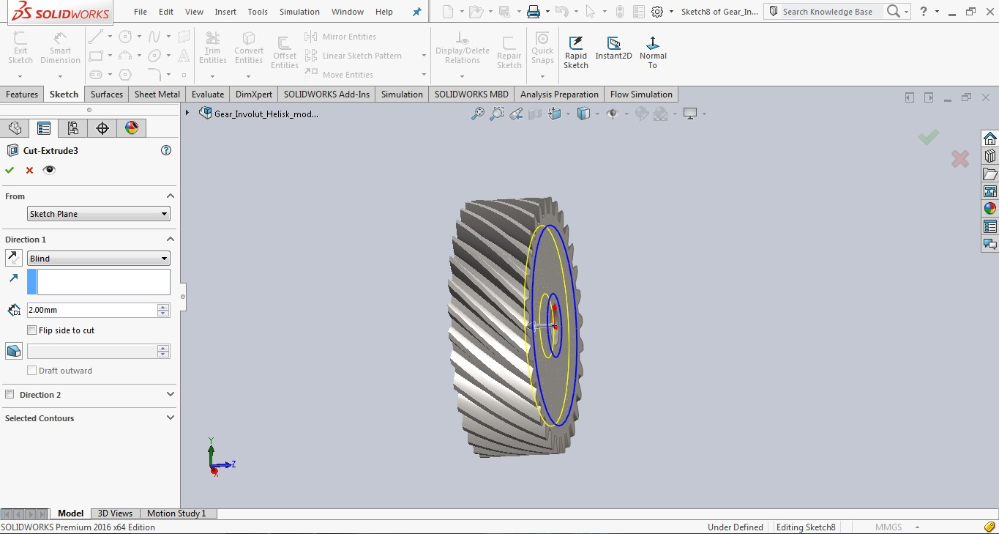 SOLIDWORKS
File Edit View Insert Tools Simulation Window Help
Sketch8 of Gear_In...
Search Knowledge Base
?
Exit Sketch
Smart Dimension
Trim Entities
Convert Entities
Offset Entities
Mirror Entities
Linear Sketch Pattern
Move Entities
Display/Delete Relations
Repair Sketch
Quick Snaps
Rapid Sketch
Instant2D
Normal To
Features Sketch Surfaces Sheet Metal Evaluate DimXpert SOLIDWORKS Add-Ins Simulation SOLIDWORKS MBD Analysis Preparation Flow Simulation
Gear_Involut_Helisk_mod...
Cut-Extrude3
?
From
Sketch Plane
Direction 1
Blind
D1
2.00mm
Flip side to cut
Draft outward
Direction 2
Selected Contours
Y
Z
X
Model 3D Views Motion Study 1
SOLIDWORKS Premium 2016 x64 Edition
Under Defined Editing Sketch8 MMGS